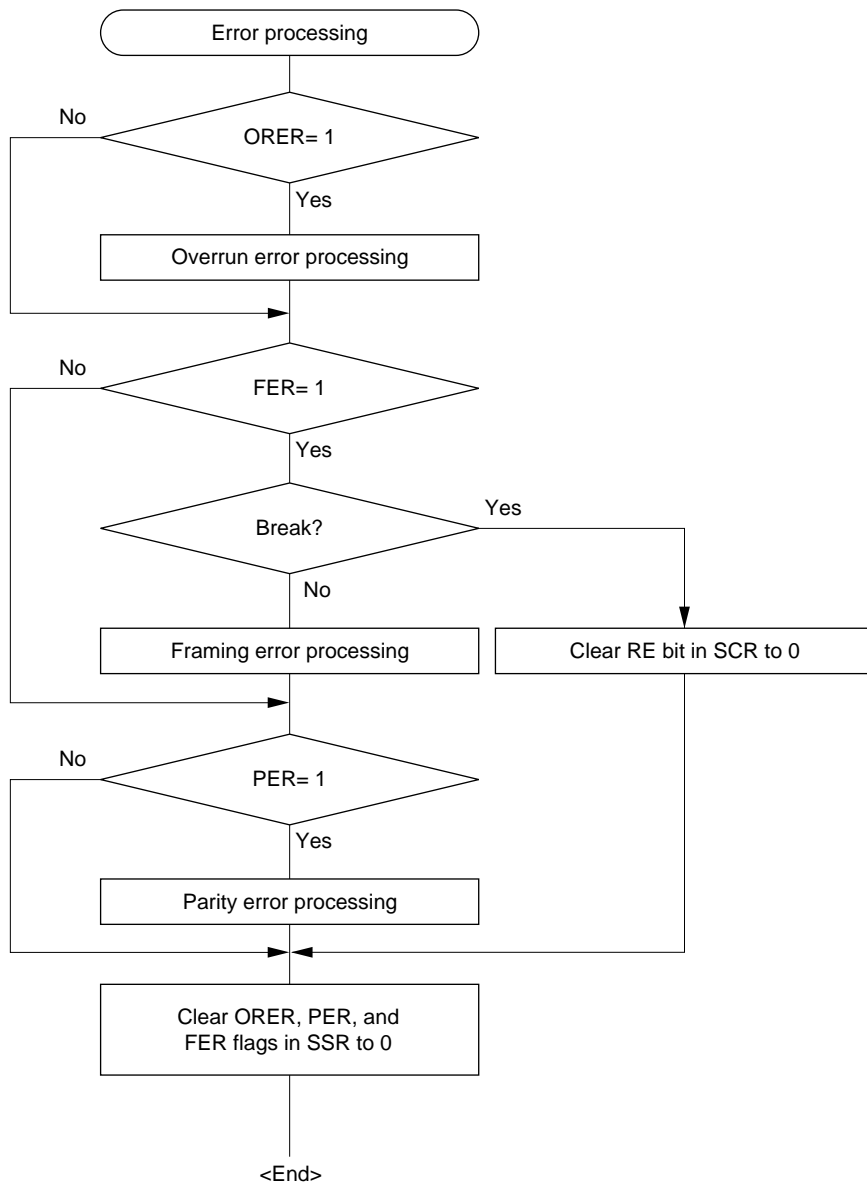 Error processing
No
ORER= 1
Yes
Overrun error processing
No
FER= 1
Yes
Break?
Yes
No
Framing error processing
Clear RE bit in SCR to 0
No
PER= 1
Yes
Parity error processing
Clear ORER, PER, and
FER flags in SSR to 0
<End>